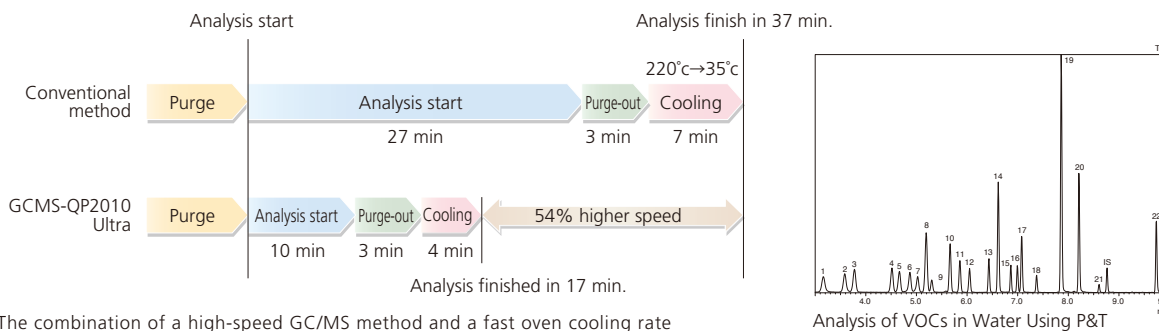 Analysis start
Analysis finish in 37 min.
220°c→35°c
Conventional
method
Purge
Analysis start
Purge-out
Cooling
27 min
3 min
7 min
GCMS-QP2010
Ultra
Purge
Analysis start
Purge-out
Cooling
54% higher speed
10 min
3 min
4 min
Analysis finished in 17 min.
The combination of a high-speed GC/MS method and a fast oven cooling rate
T
19
14
20
8
10
17
22
1
2
3
4
5
6
7
9
11
12
13
15
16
18
21
IS
4.0
5.0
6.0
7.0
8.0
9.0
Analysis of VOCs in Water Using P&T